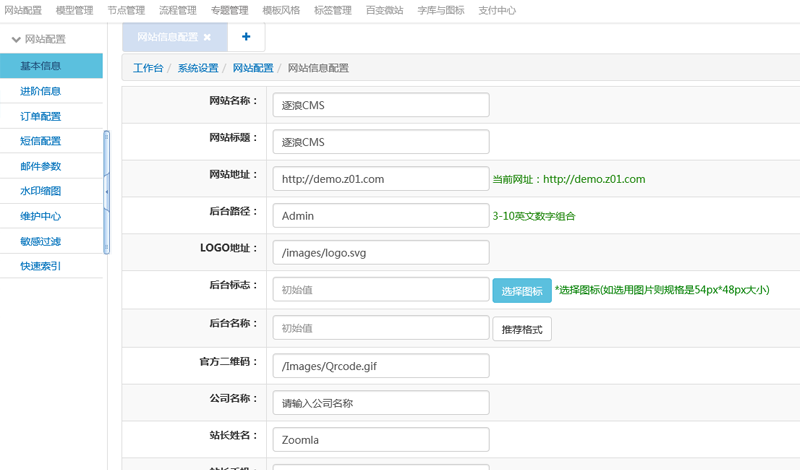 网站配置 模型管理 节点管理 流程管理 专题管理 模板风格 标签管理 百变微站 字库与图标 支付中心
网站配置
基本信息
进阶信息
订单配置
短信配置
邮件参数
水印缩图
维护中心
敏感过滤
快速索引
网站信息配置 × +
工作台 / 系统设置 / 网站配置 / 网站信息配置
网站名称： 逐浪CMS
网站标题： 逐浪CMS
网站地址： http://demo.z01.com 当前网址：http://demo.z01.com
后台路径： Admin 3-10英文数字组合
LOGO地址： /images/logo.svg
后台标志： 初始值 选择图标 *选择图标(如选用图片则规格是54px*48px大小)
后台名称： 初始值 推荐格式
官方二维码： /Images/Qrcode.gif
公司名称： 请输入公司名称
站长姓名： Zoomla